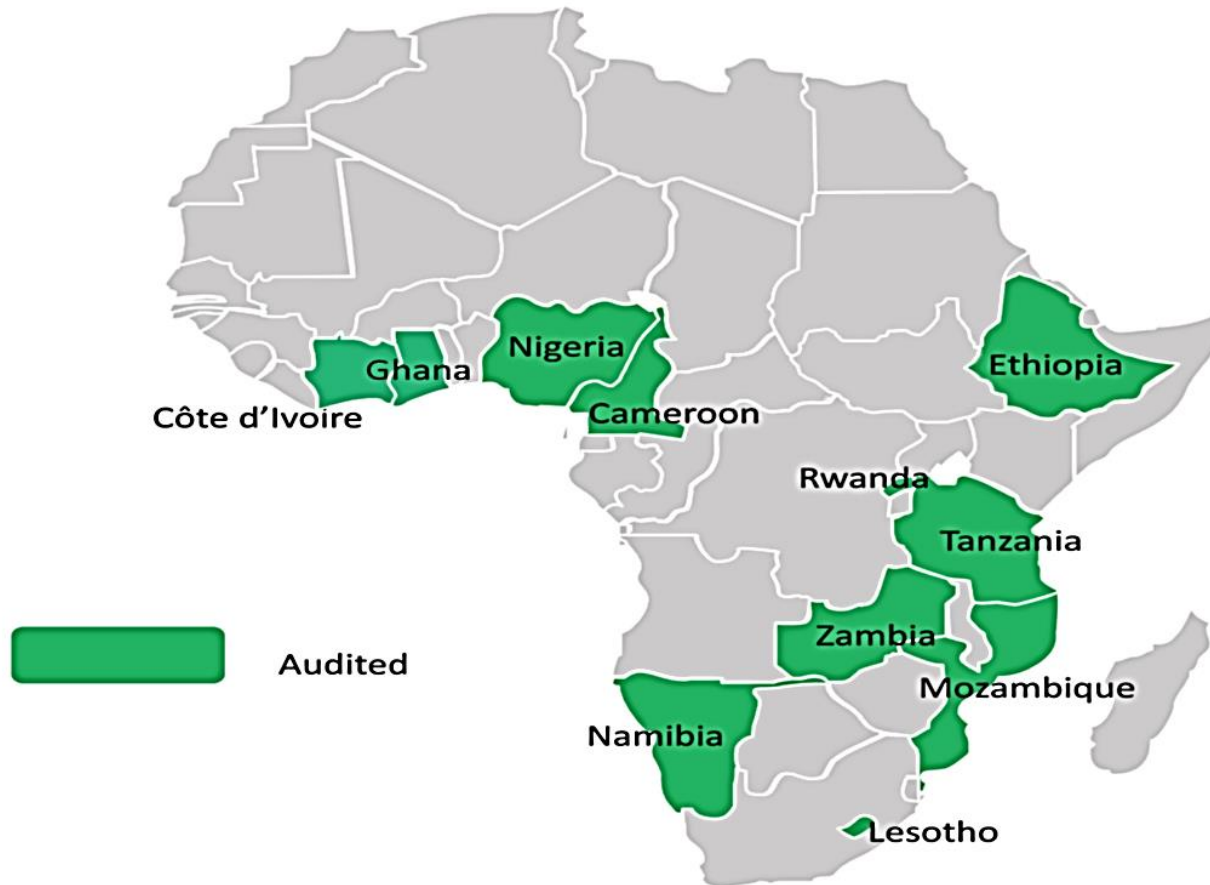 Nigeria
Ghana
Ethiopia
Côte d’Ivoire
Cameroon
Rwanda
Tanzania
Zambia
Audited
Mozambique
Namibia
Lesotho